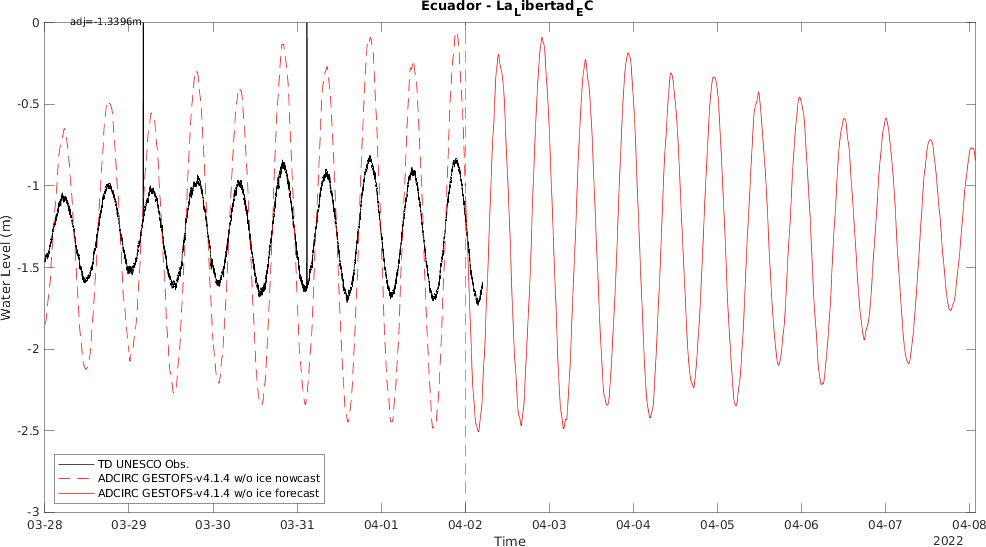 Ecuador - LaLibertadEC
adj=-1.3396m
0
-0.5
-1
-1.5
-2
-2.5
-3
Water Level (m)
TD UNESCO Obs.
ADCIRC GESTOFS-v4.1.4 w/o ice nowcast
ADCIRC GESTOFS-v4.1.4 w/o ice forecast
03-28 03-29 03-30 03-31 04-01 04-02 04-03 04-04 04-05 04-06 04-07 04-08
Time
2022